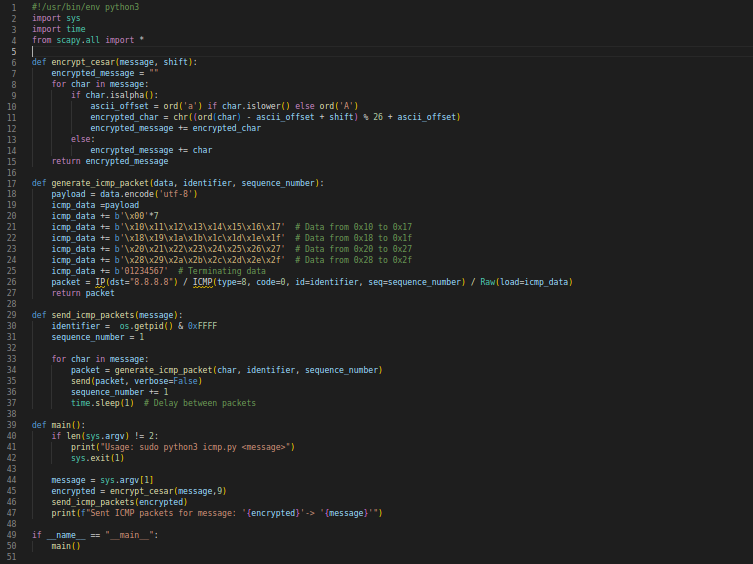 1 #!/usr/bin/env python3
2 import sys
3 import time
4 from scapy.all import *
5
6 def encrypt_cesar(message, shift):
7     encrypted_message = ""
8     for char in message:
9         if char.isalpha():
10             ascii_offset = ord('a') if char.islower() else ord('A')
11             encrypted_char = chr((ord(char) - ascii_offset + shift) % 26 + ascii_offset)
12             encrypted_message += encrypted_char
13         else:
14             encrypted_message += char
15     return encrypted_message
16
17 def generate_icmp_packet(data, identifier, sequence_number):
18     payload = data.encode('utf-8')
19     icmp_data =payload
20     icmp_data += b'\x00'*7
21     icmp_data += b'\x10\x11\x12\x13\x14\x15\x16\x17'  # Data from 0x10 to 0x17
22     icmp_data += b'\x18\x19\x1a\x1b\x1c\x1d\x1e\x1f'  # Data from 0x18 to 0x1f
23     icmp_data += b'\x20\x21\x22\x23\x24\x25\x26\x27'  # Data from 0x20 to 0x27
24     icmp_data += b'\x28\x29\x2a\x2b\x2c\x2d\x2e\x2f'  # Data from 0x28 to 0x2f
25     icmp_data += b'01234567'  # Terminating data
26     packet = IP(dst="8.8.8.8") / ICMP(type=8, code=0, id=identifier, seq=sequence_number) / Raw(load=icmp_data)
27     return packet
28
29 def send_icmp_packets(message):
30     identifier =  os.getpid() & 0xFFFF
31     sequence_number = 1
32
33     for char in message:
34         packet = generate_icmp_packet(char, identifier, sequence_number)
35         send(packet, verbose=False)
36         sequence_number += 1
37         time.sleep(1)  # Delay between packets
38
39 def main():
40     if len(sys.argv) != 2:
41         print("Usage: sudo python3 icmp.py <message>")
42         sys.exit(1)
43
44     message = sys.argv[1]
45     encrypted = encrypt_cesar(message,9)
46     send_icmp_packets(encrypted)
47     print(f"Sent ICMP packets for message: '{encrypted}'-> '{message}'")
48
49 if __name__ == "__main__":
50     main()
51